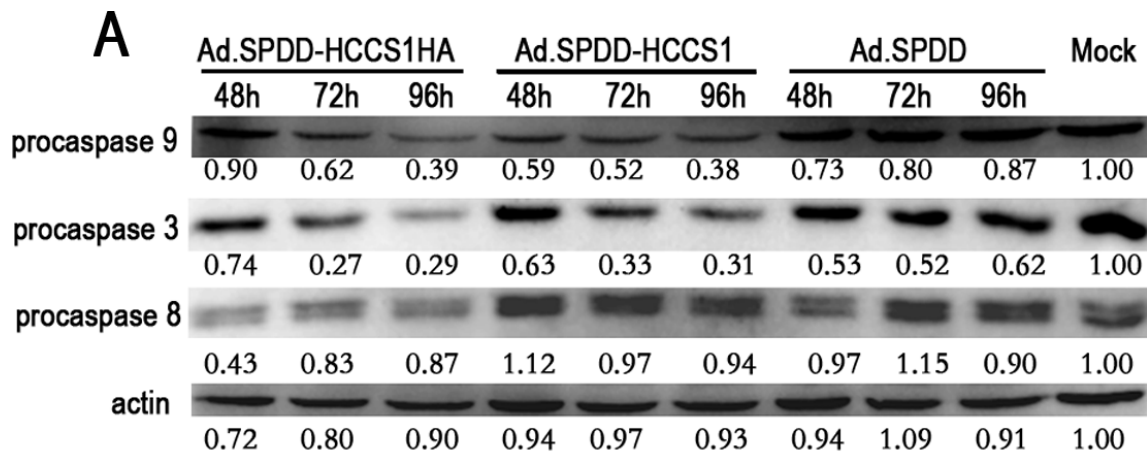 A
Ad.SPDD-HCCS1HA Ad.SPDD-HCCS1 Ad.SPDD Mock
48h 72h 96h 48h 72h 96h 48h 72h 96h
procaspase 9
0.90 0.62 0.39 0.59 0.52 0.38 0.73 0.80 0.87 1.00
procaspase 3
0.74 0.27 0.29 0.63 0.33 0.31 0.53 0.52 0.62 1.00
procaspase 8
0.43 0.83 0.87 1.12 0.97 0.94 0.97 1.15 0.90 1.00
actin
0.72 0.80 0.90 0.94 0.97 0.93 0.94 1.09 0.91 1.00